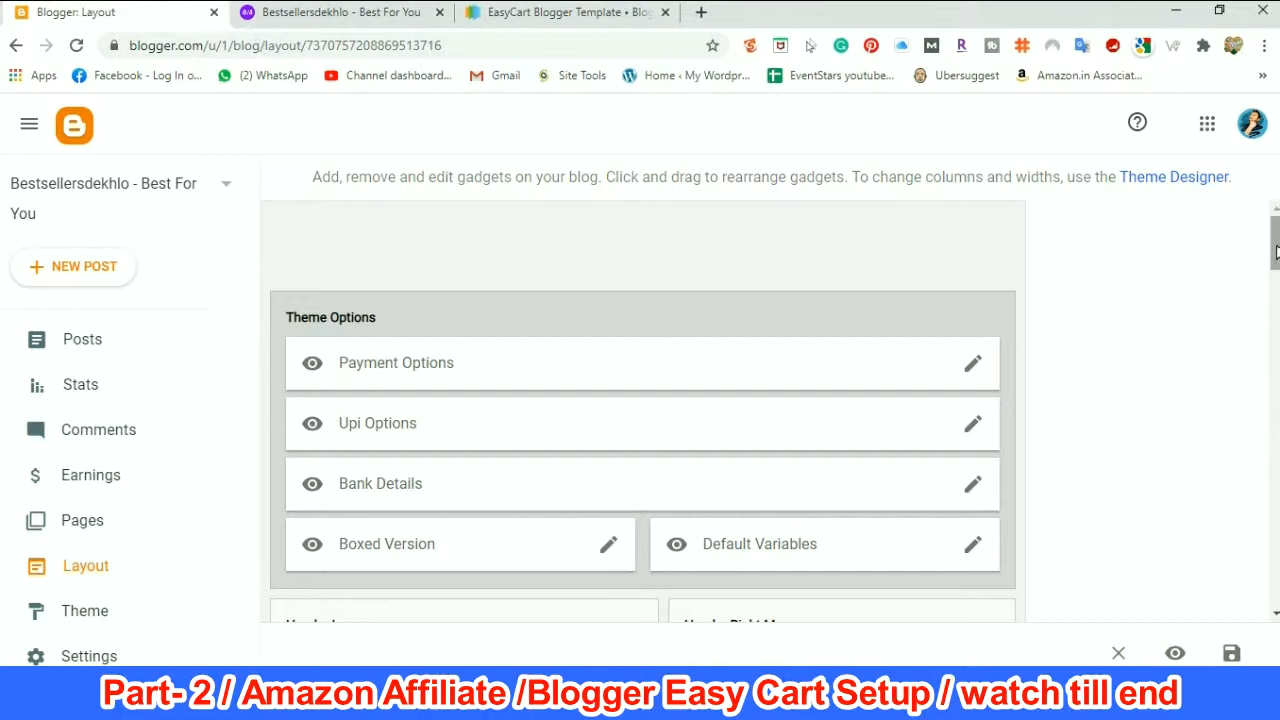 Blogger: Layout
Bestsellersdekhlo - Best For You
EasyCart Blogger Template • Blog
blogger.com/u/1/blog/layout/7370757208869513716
Apps
Facebook - Log In o...
(2) WhatsApp
Channel dashboard...
Gmail
Site Tools
Home ‹ My Wordpr...
EventStars youtube...
Ubersuggest
Amazon.in Associat...
»
Bestsellersdekhlo - Best For
You
+ NEW POST
Posts
Stats
Comments
Earnings
Pages
Layout
Theme
Settings
Add, remove and edit gadgets on your blog. Click and drag to rearrange gadgets. To change columns and widths, use the Theme Designer.
Theme Options
Payment Options
Upi Options
Bank Details
Boxed Version
Default Variables
Part- 2 / Amazon Affiliate /Blogger Easy Cart Setup / watch till end